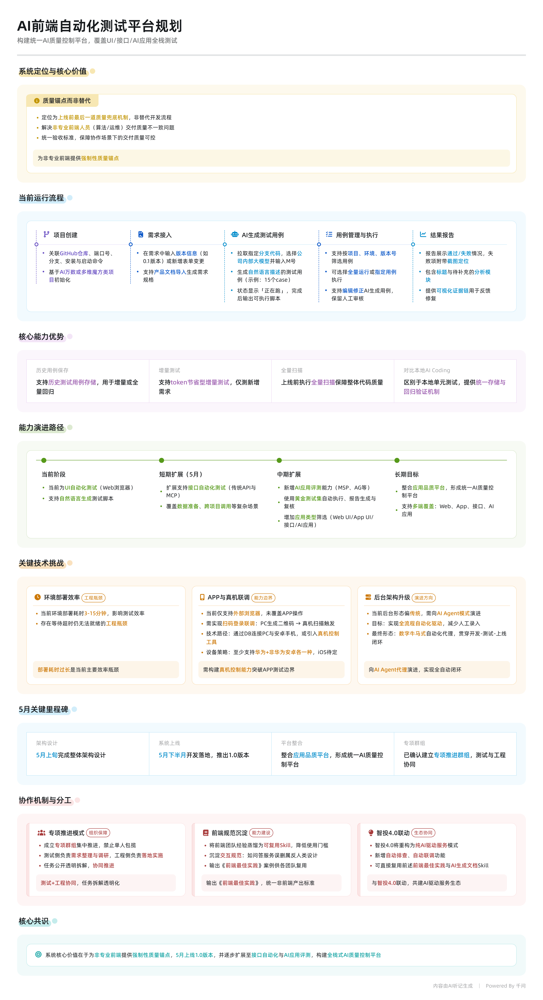 AI前端自动化测试平台规划
构建统一AI质量控制平台，覆盖UI/接口/AI应用全栈测试
系统定位与核心价值
质量锚点而非替代
定位为上线前最后一道质量兜底机制，非替代开发流程
解决非专业前端人员（算法/运维）交付质量不一致问题
统一验收标准，保障协作场景下的交付质量可控
为非专业前端提供强制性质量锚点
当前运行流程
项目创建
关联GitHub仓库、端口号、
分支、安装与启动命令
基于AI万数或多维魔方类项
目初始化
需求接入
在需求中输入版本信息（如
0.1版本）或新增表单变更
支持产品文档导入生成需求
规格
AI生成测试用例
拉取指定分支代码，选择公
司内部大模型并输入M号
生成自然语言描述的测试用
例（示例：15个case）
状态显示「正在跑」，完成
后输出可执行脚本
用例管理与执行
支持按项目、环境、版本号
筛选用例
可选择全量运行或指定用例
执行
支持编辑修正AI生成用例，
保留人工审核
结果报告
报告展示通过/失败情况，失
败项附带截图定位
包含标题与待补充的分析模
块
提供可视化证据链用于反馈
修复
核心能力优势
历史用例保存
支持历史测试用例存储，用于增量或全
量回归
增量测试
支持token节省型增量测试，仅测新增
需求
全量扫描
上线前执行全量扫描保障整体代码质量
对比本地AI Coding
区别于本地单元测试，提供统一存储与
回归验证机制
能力演进路径
当前阶段
当前为UI自动化测试（Web浏览器）
支持自然语言生成测试脚本
短期扩展（5月）
扩展支持接口自动化测试（传统API与
MCP）
覆盖数据准备、跨项目调用等复杂场景
中期扩展
新增AI应用评测能力（MSP、AG等）
使用黄金测试集自动执行、报告生成与
复核
增加应用类型筛选（Web UI/App UI/
接口/AI应用）
长期目标
整合应用品质平台，形成统一AI质量控
制平台
支持多端覆盖：Web、App、接口、AI
应用
关键技术挑战
环境部署效率 工程瓶颈
当前环境部署耗时3-15分钟，影响测试效率
存在等待超时仍无法就绪的工程瓶颈
部署耗时过长是当前主要效率瓶颈
APP与真机联调 能力边界
当前仅支持外部浏览器，未覆盖APP操作
需实现扫码登录联调：PC生成二维码 → 真机扫描触发
技术路径：通过DB连接PC与安卓手机，或引入真机控制
工具
设备策略：至少支持华为+非华为安卓各一种，iOS待定
需构建真机控制能力突破APP测试边界
后台架构升级 演进方向
当前后台形态偏传统，需向AI Agent模式演进
目标：实现全流程自动化驱动，减少人工录入
最终形态：数字牛马式自动化代理，贯穿开发-测试-上线
闭环
向AI Agent代理演进，实现全自动闭环
5月关键里程碑
架构设计
5月上旬完成整体架构设计
系统上线
5月下半月开发落地，推出1.0版本
平台整合
整合应用品质平台，形成统一AI质量控
制平台
专项群组
已确认建立专项推进群组，测试与工程
协同
协作机制与分工
专项推进模式 组织保障
成立专项群组集中推进，禁止单人包揽
测试侧负责需求整理与调研，工程侧负责落地实施
任务公开透明拆解，协同推进
测试+工程协同，任务拆解透明化
前端规范沉淀 能力建设
将前端团队经验蒸馏为可复用Skill，降低使用门槛
沉淀交互规范：如问答服务误删属反人类设计
输出《前端最佳实践》案例供各团队复用
输出《前端最佳实践》，统一非前端产出标准
智投4.0联动 生态协同
智投4.0将重构为纯AI驱动服务模式
新增自动排查、自动联调功能
可直接复用前述前端最佳实践与AI生成文档Skill
与智投4.0联动，共建AI驱动服务生态
核心共识
系统核心价值在于为非专业前端提供强制性质量锚点，5月上线1.0版本，并逐步扩展至接口自动化与AI应用评测，构建全栈式AI质量控制平台
内容由AI听记生成 | Powered By 千问